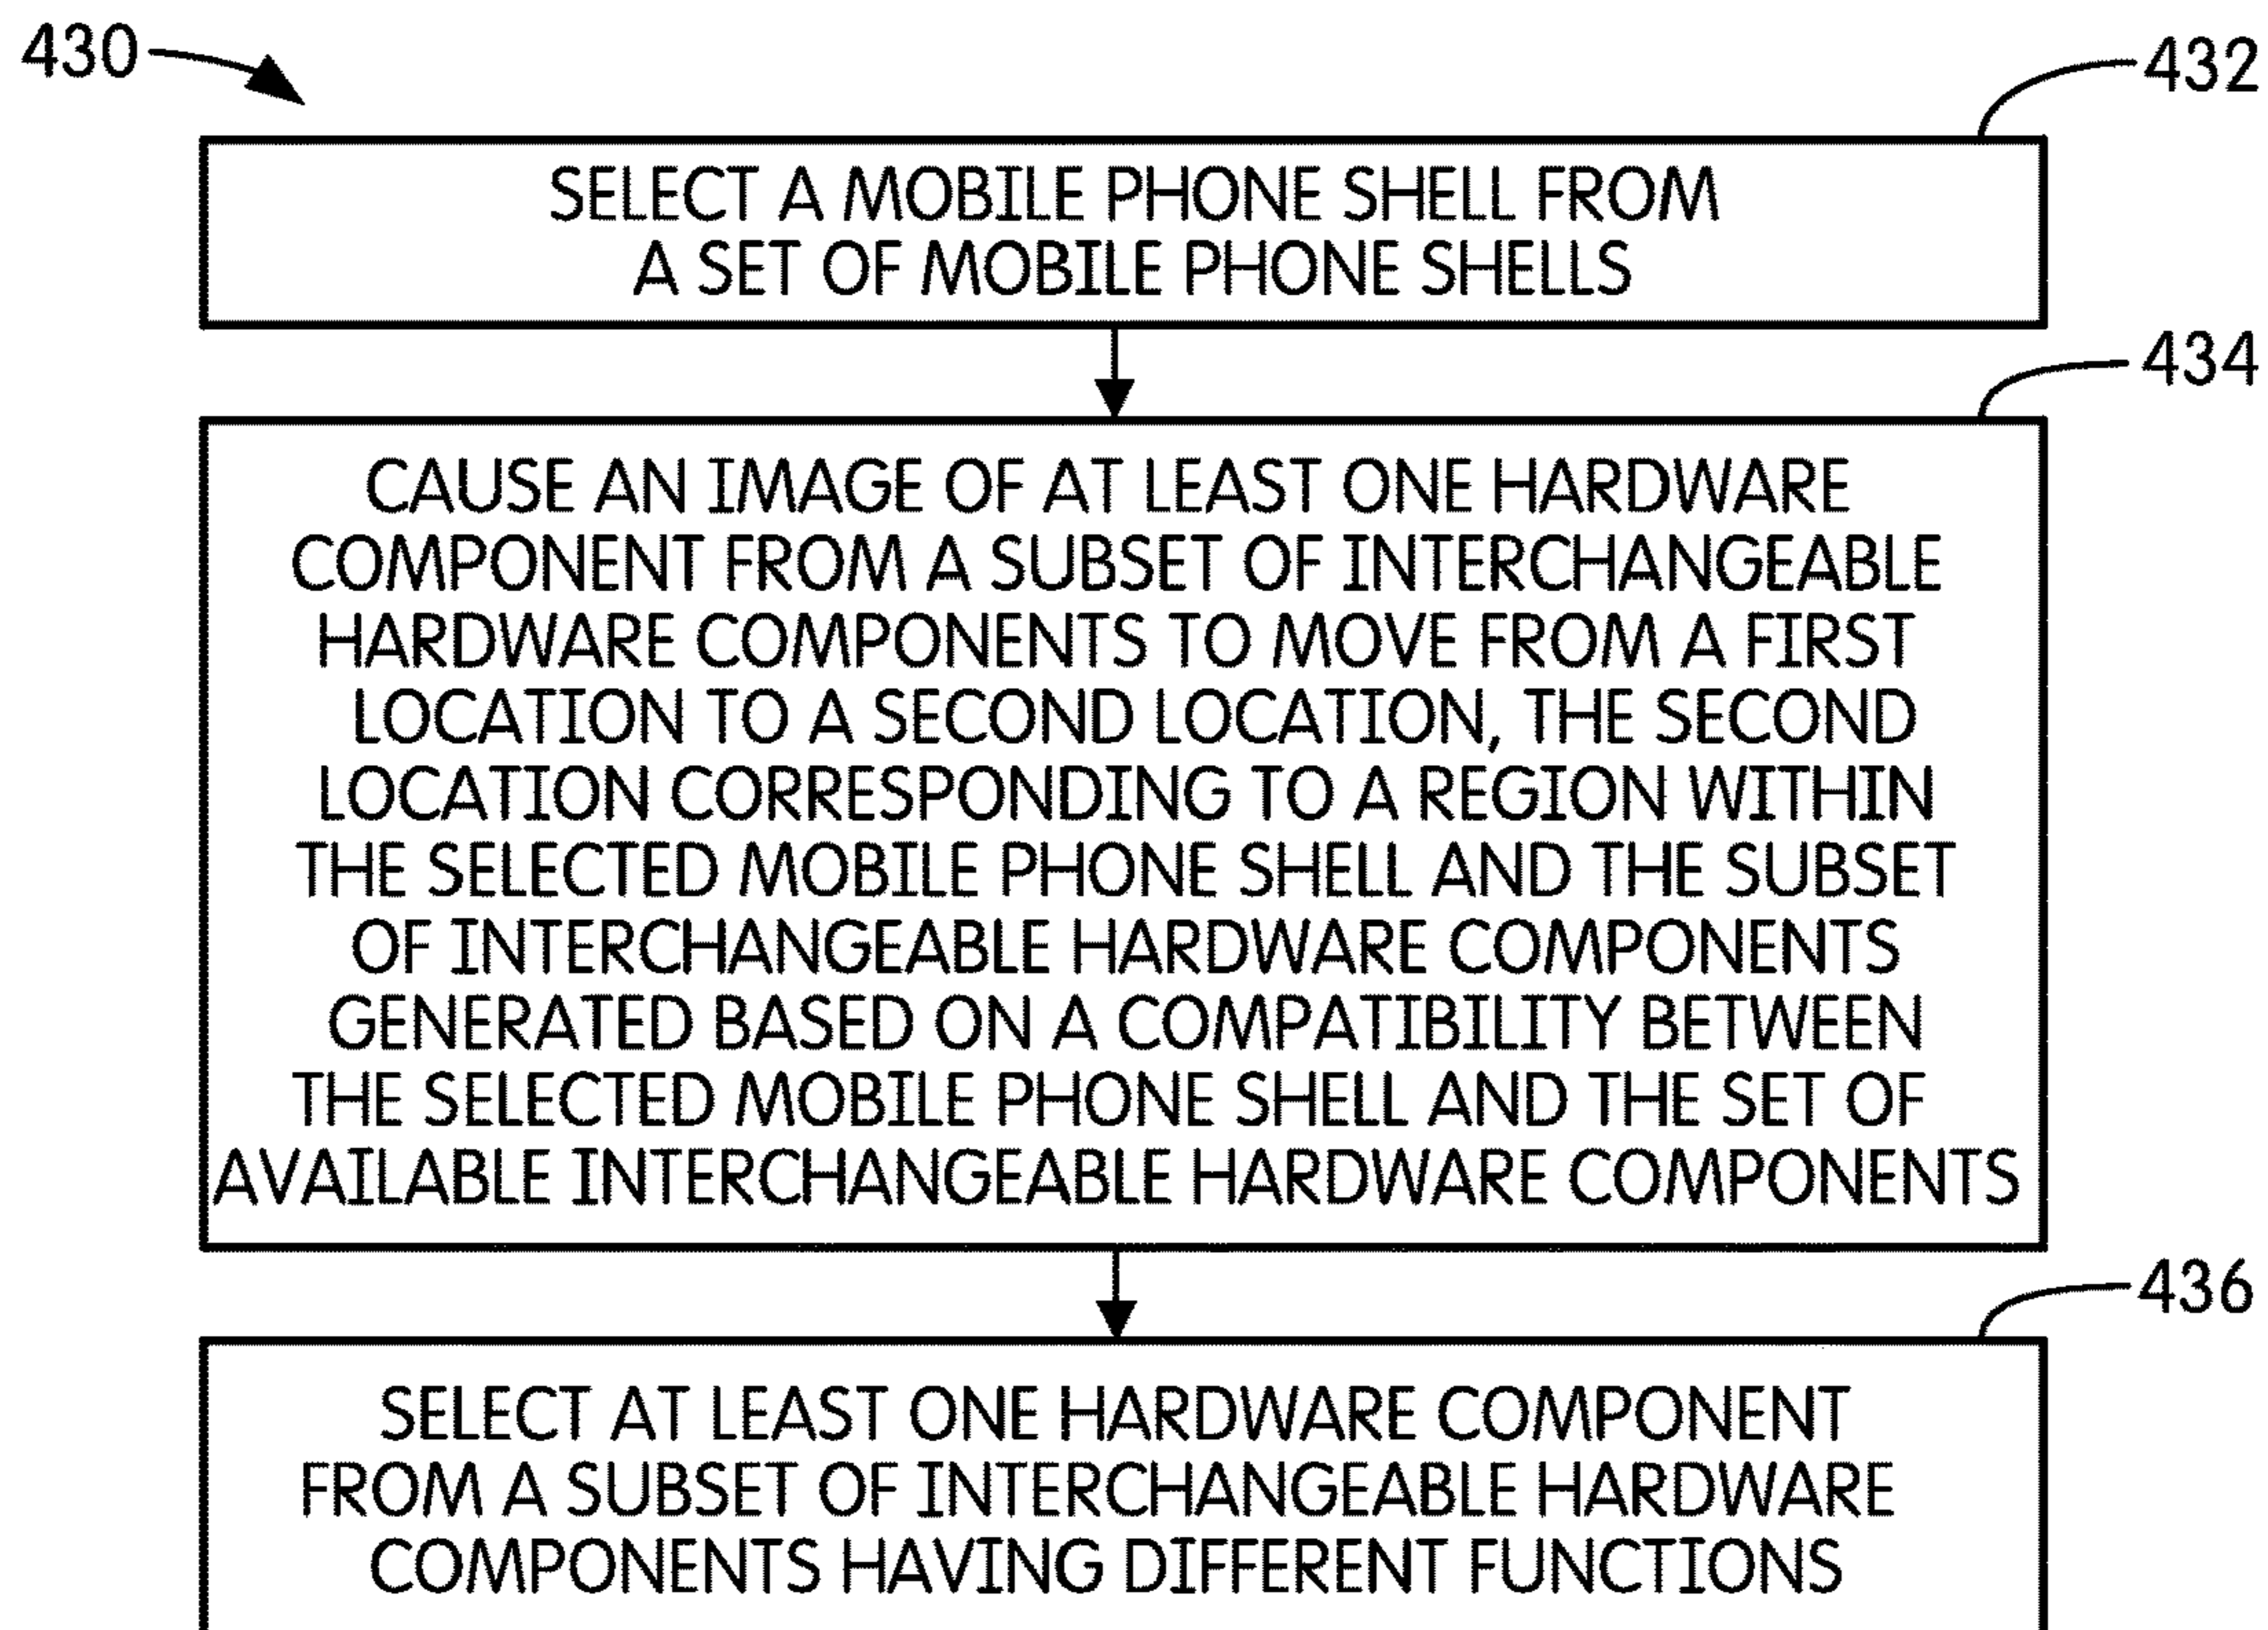 430
432
SELECT A MOBILE PHONE SHELL FROM
A SET OF MOBILE PHONE SHELLS
434
CAUSE AN IMAGE OF AT LEAST ONE HARDWARE
COMPONENT FROM A SUBSET OF INTERCHANGEABLE
HARDWARE COMPONENTS TO MOVE FROM A FIRST
LOCATION TO A SECOND LOCATION, THE SECOND
LOCATION CORRESPONDING TO A REGION WITHIN
THE SELECTED MOBILE PHONE SHELL AND THE SUBSET
OF INTERCHANGEABLE HARDWARE COMPONENTS
GENERATED BASED ON A COMPATIBILITY BETWEEN
THE SELECTED MOBILE PHONE SHELL AND THE SET OF
AVAILABLE INTERCHANGEABLE HARDWARE COMPONENTS
436
SELECT AT LEAST ONE HARDWARE COMPONENT
FROM A SUBSET OF INTERCHANGEABLE HARDWARE
COMPONENTS HAVING DIFFERENT FUNCTIONS